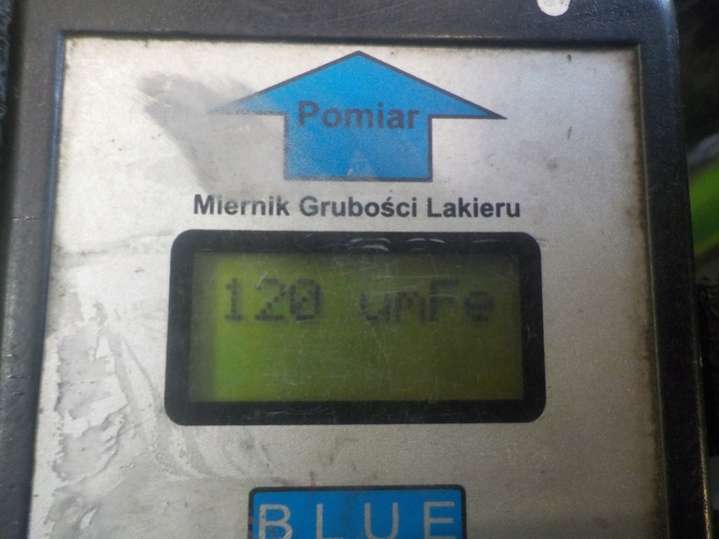 Pomiar
Miernik Grubości Lakieru
120 umFe
BLUE